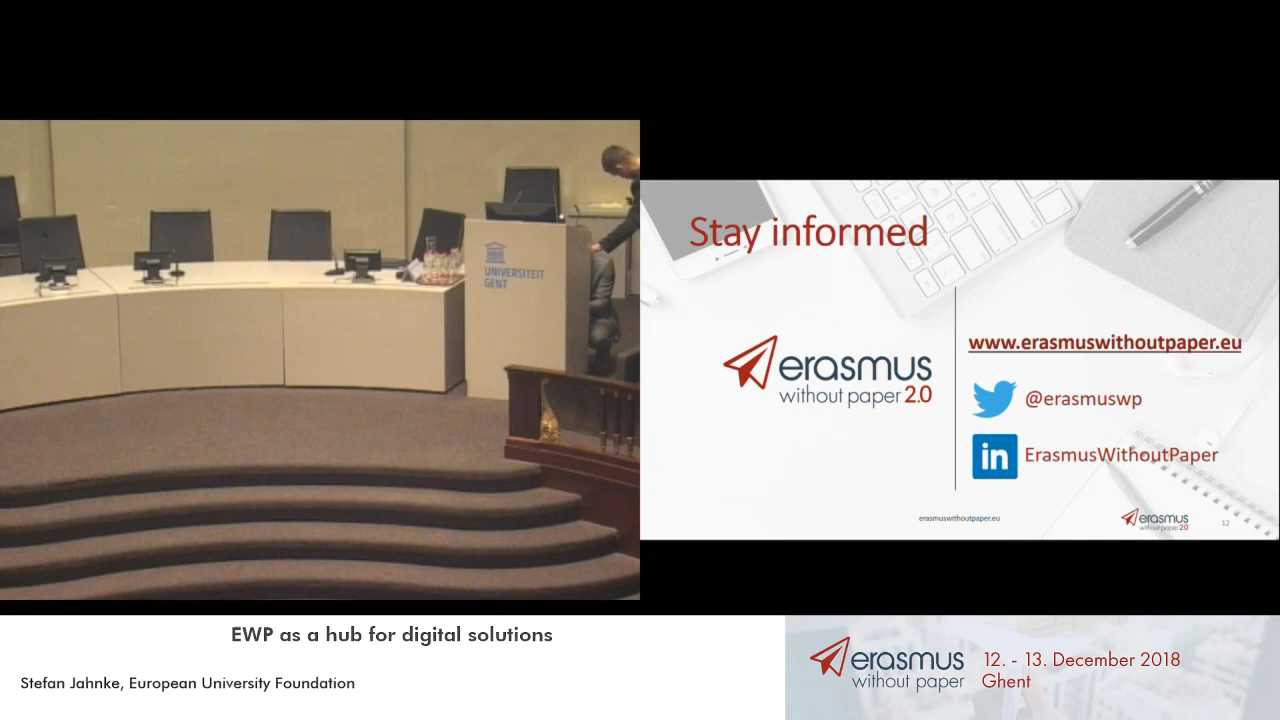 UNIVERSITEIT
GENT
Stay informed
erasmus
without paper 2.0
www.erasmuswithoutpaper.eu
@erasmuswp
in
ErasmusWithoutPaper
erasmuswithoutpaper.eu
erasmus
without paper 2.0
12
EWP as a hub for digital solutions
Stefan Jahnke, European University Foundation
erasmus
without paper
12. - 13. December 2018
Ghent